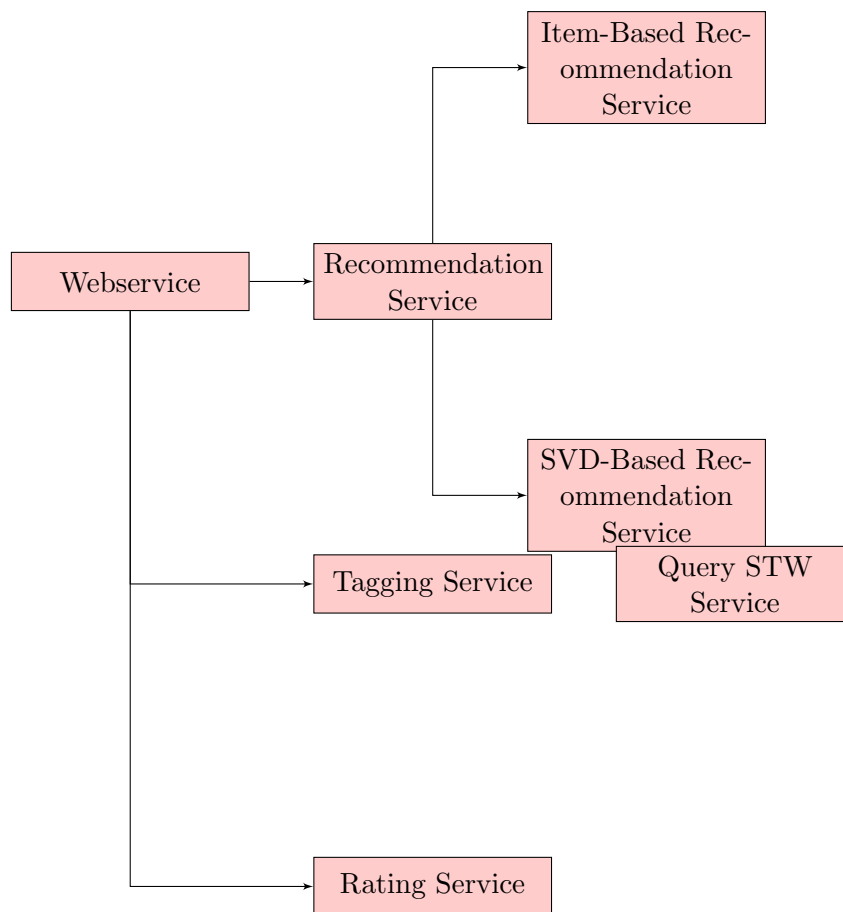 Item-Based Rec-
ommendation
Service
Webservice
Recommendation
Service
SVD-Based Rec-
ommendation
Service
Query STW
Service
Tagging Service
Rating Service